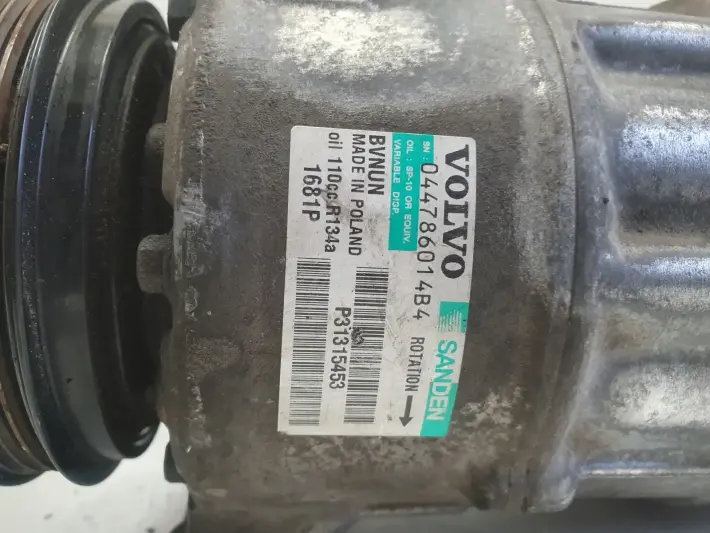 VOLVO SANDEN
SN: 044786014B4 ROTATION
OIL: SP-10 OR EQUIV.
VARIABLE DISP.
BVNUN
MADE IN POLAND
oil 110cc R134a
P31315453
1681P